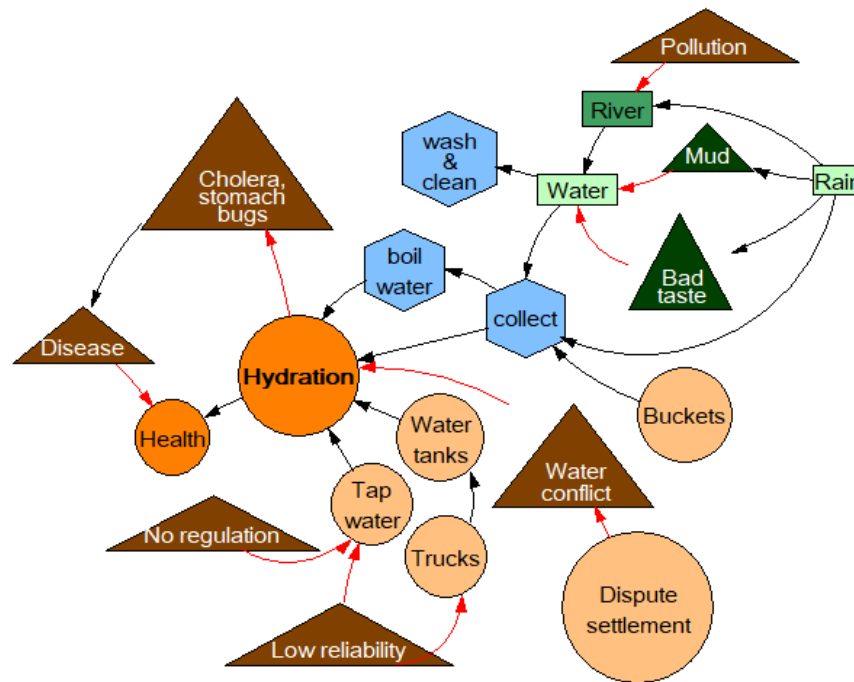 Pollution
River
wash
&
clean
Mud
Water
Rain
Cholera,
stomach
bugs
boil
water
Bad
taste
collect
Disease
Hydration
Buckets
Health
Water
tanks
Water
conflict
Tap
water
No regulation
Trucks
Dispute
settlement
Low reliability